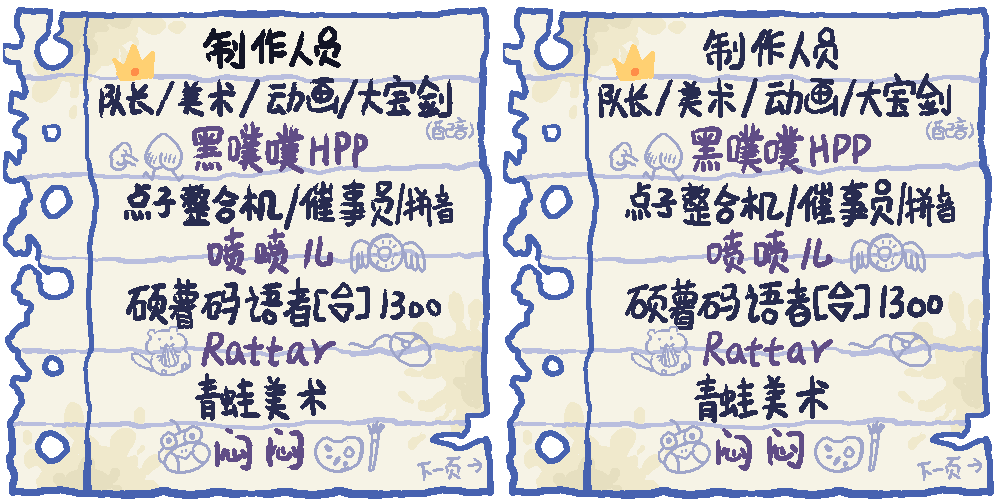 制作人员
队长/美术/动画/大宝剑
(配音)
黑噗噗HPP
点子整合机/催事员/拼音
喷喷儿
硕薯码语者[令]1300
Rattar
青蛙美术
闷闷
下一页→
制作人员
队长/美术/动画/大宝剑
(配音)
黑噗噗HPP
点子整合机/催事员/拼音
喷喷儿
硕薯码语者[令]1300
Rattar
青蛙美术
闷闷
下一页→